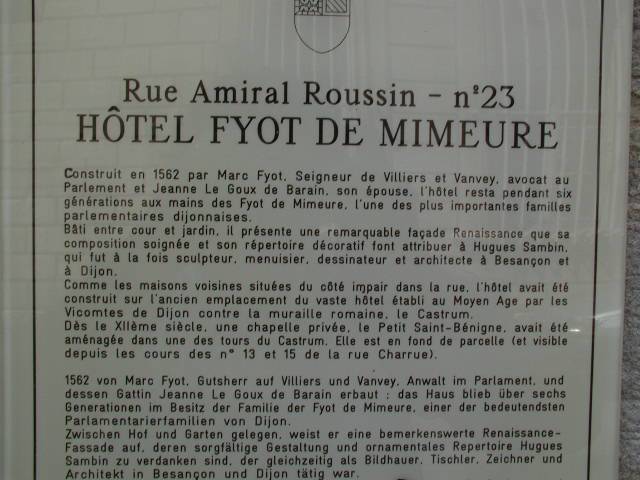 Rue Amiral Roussin - n°23
HÔTEL FYOT DE MIMEURE
Construit en 1562 par Marc Fyot, Seigneur de Villiers et Vanvey, avocat au
Parlement et Jeanne Le Goux de Barain, son épouse, l'hôtel resta pendant six
générations aux mains des Fyot de Mimeure, l'une des plus importantes familles
parlementaires dijonnaises.
Bâti entre cour et jardin, il présente une remarquable façade Renaissance que sa
composition soignée et son répertoire décoratif font attribuer à Hugues Sambin,
qui fut à la fois sculpteur, menuisier, dessinateur et architecte à Besançon et
à Dijon.
Comme les maisons voisines situées du côté impair dans la rue, l'hôtel avait été
construit sur l'ancien emplacement du vaste hôtel établi au Moyen Age par les
Vicomtes de Dijon contre la muraille romaine, le Castrum.
Dès le XIIème siècle, une chapelle privée, le Petit Saint-Bénigne, avait été
aménagée dans une des tours du Castrum. Elle est en fond de parcelle (et visible
depuis les cours des n° 13 et 15 de la rue Charrue).
1562 von Marc Fyot, Gutsherr auf Villiers und Vanvey, Anwalt im Parlament, und
dessen Gattin Jeanne Le Goux de Barain erbaut ; das Haus blieb über sechs
Generationen im Besitz der Familie der Fyot de Mimeure, einer der bedeutendsten
Parlamentarierfamilien von Dijon.
Zwischen Hof und Garten gelegen, weist er eine bemerkenswerte Renaissance-
Fassade auf, deren sorgfältige Gestaltung und ornamentales Repertoire Hugues
Sambin zu verdanken sind, der gleichzeitig als Bildhauer, Tischler, Zeichner und
Architekt in Besançon und Dijon tätig war.